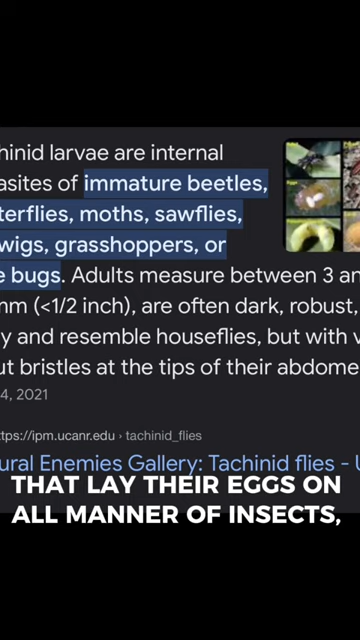 hinid larvae are internal
asites of immature beetles,
terflies, moths, sawflies,
wigs, grasshoppers, or
e bugs. Adults measure between 3 an
nm (<1/2 inch), are often dark, robust,
y and resemble houseflies, but with v
ut bristles at the tips of their abdome
4, 2021
ttps://ipm.ucanr.edu › tachinid_flies
ural Enemies Gallery: Tachinid flies - U
THAT LAY THEIR EGGS ON
ALL MANNER OF INSECTS,